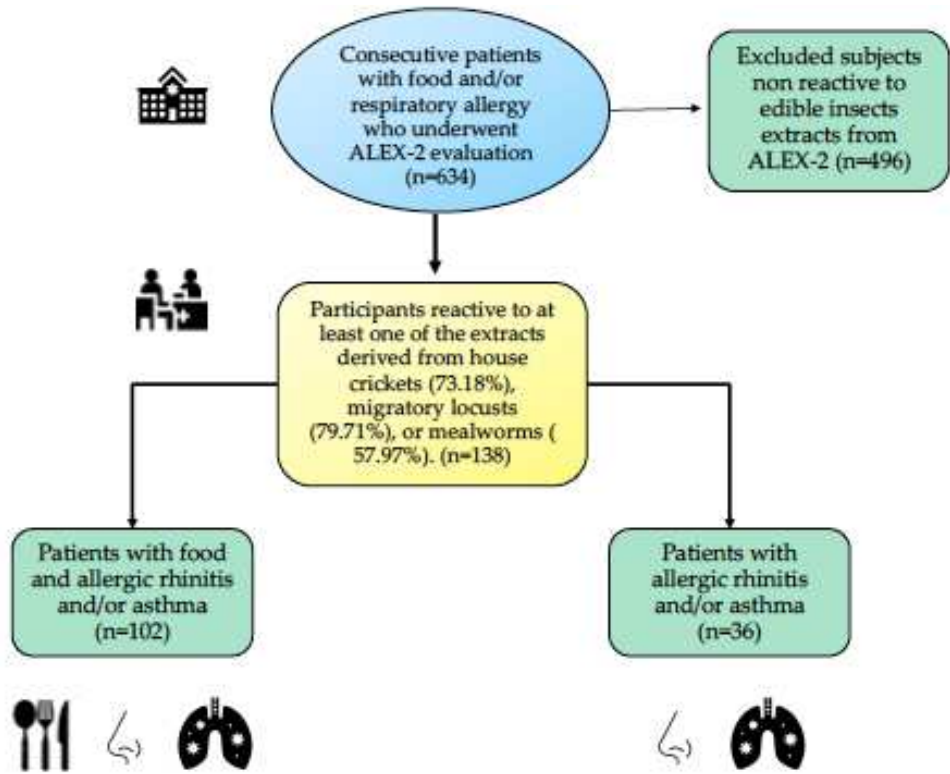 Consecutive patients
with food and/or
respiratory allergy
who underwent
ALEX-2 evaluation
(n=634)
Excluded subjects
non reactive to
edible insects
extracts from
ALEX-2 (n=496)
Participants reactive to at
least one of the extracts
derived from house
crickets (73.18%),
migratory locusts
(79.71%), or mealworms (
57.97%). (n=138)
Patients with food
and allergic rhinitis
and/or asthma
(n=102)
Patients with
allergic rhinitis
and/or asthma
(n=36)